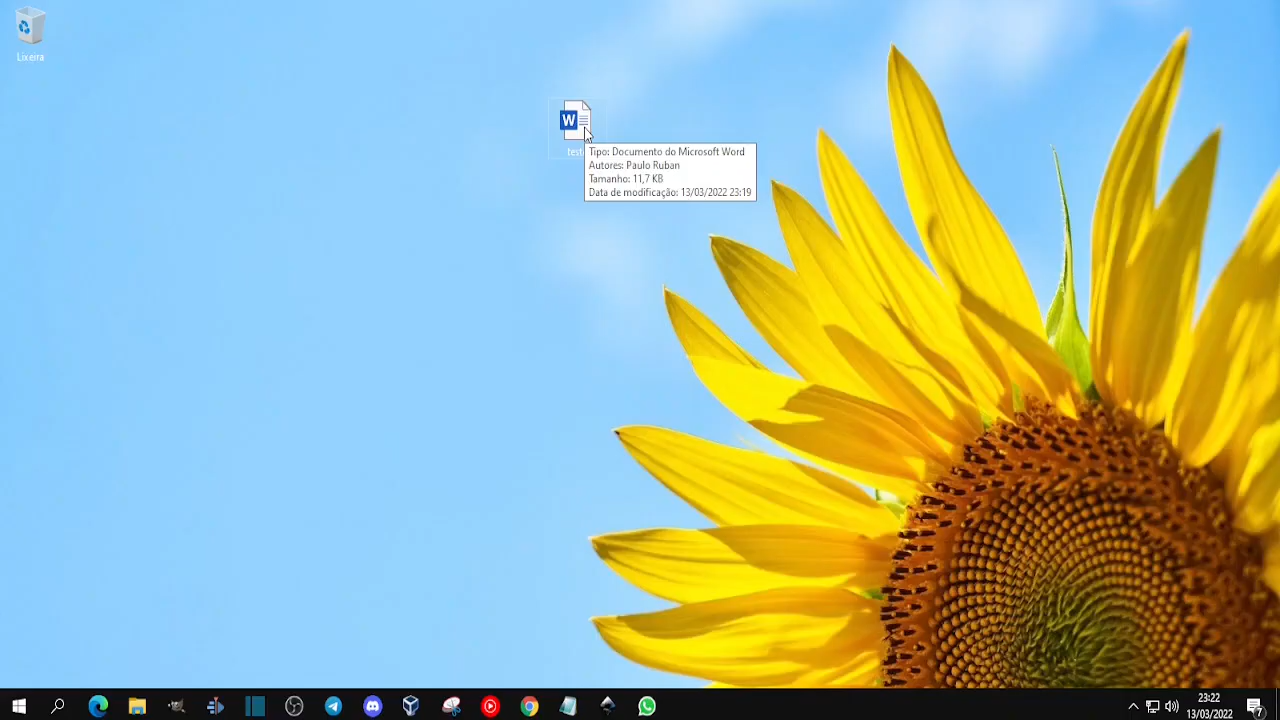 Lixeira
W
Tipo: Documento do Microsoft Word
Autores: Paulo Ruban
Tamanho: 11,7 KB
Data de modificação: 13/03/2022 23:19
23:22
13/03/2022
7